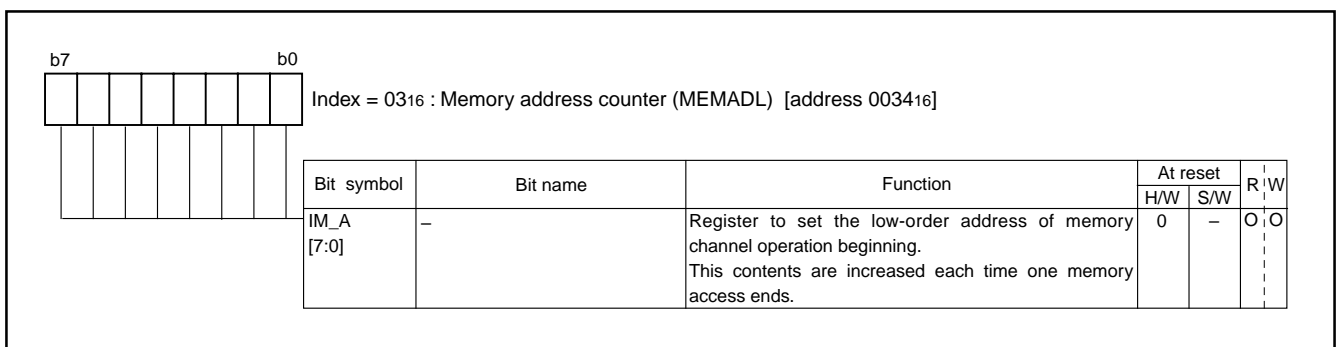 b7 b0
Index = 0316 : Memory address counter (MEMADL) [address 003416]
Bit symbol Bit name Function At reset R W
H/W S/W
IM_A – Register to set the low-order address of memory 0 – O O
[7:0] channel operation beginning.
This contents are increased each time one memory
access ends.